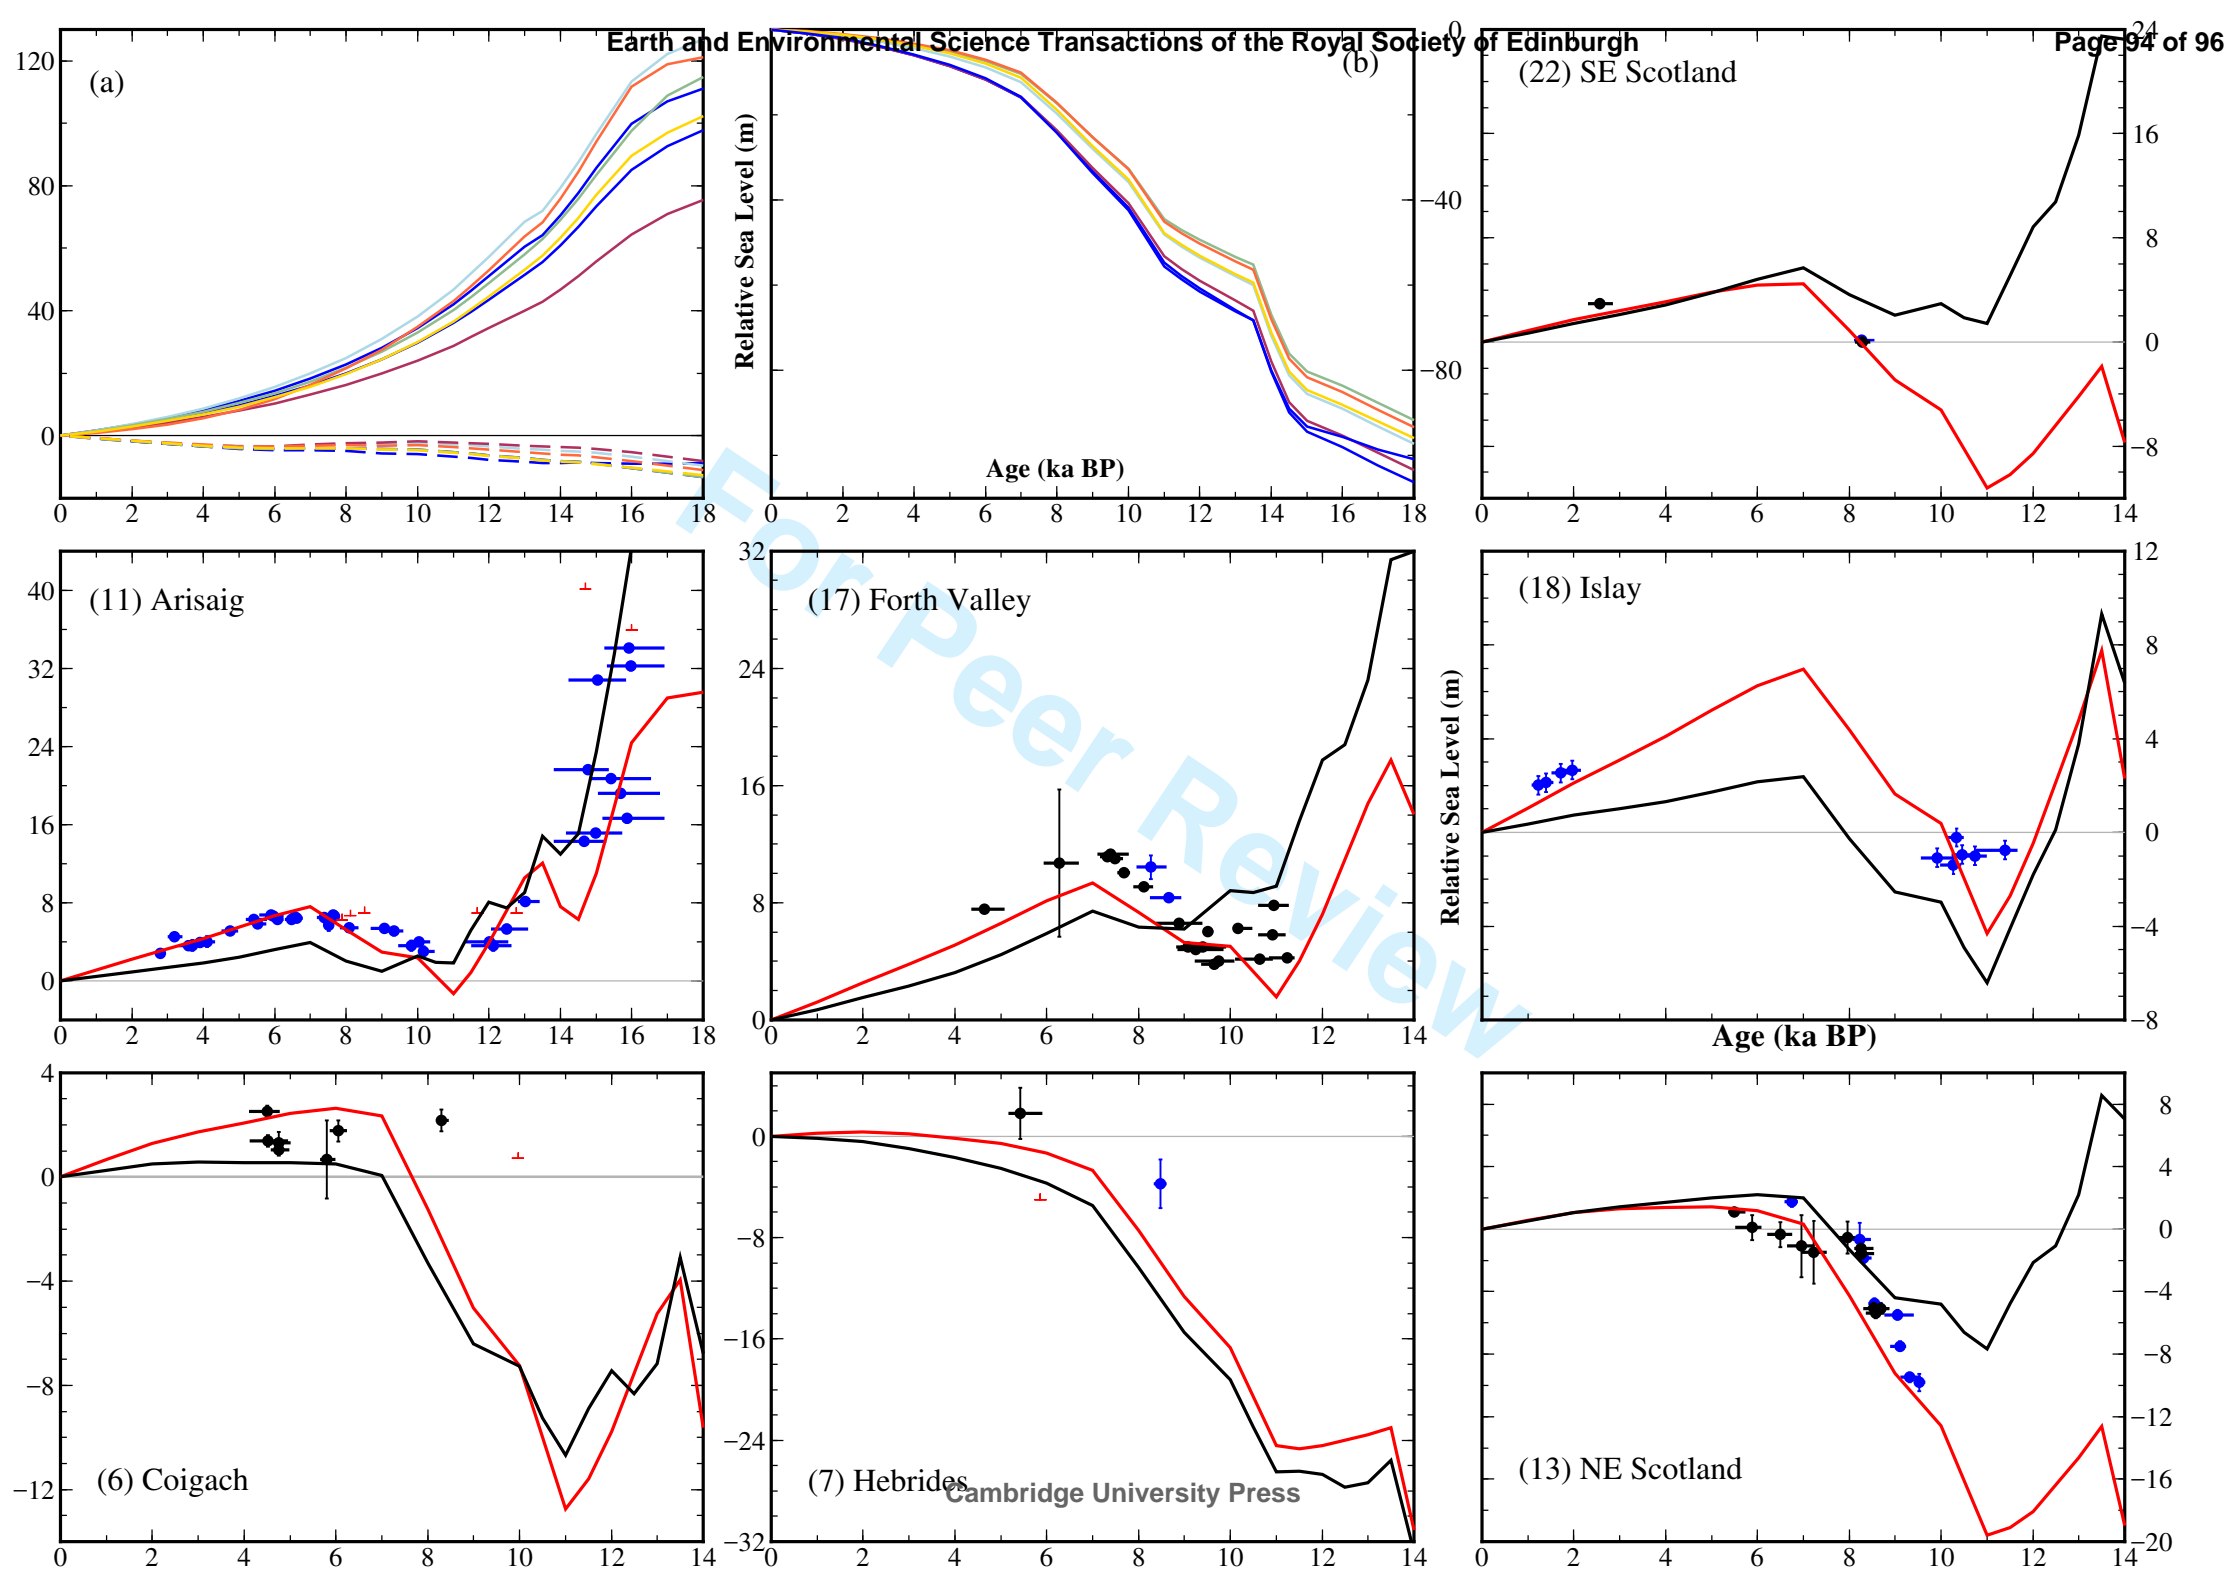 Earth and Environmental Science Transactions of the Royal Society of Edinburgh
Page 94 of 96
(a)
120
80
40
0
0 2 4 6 8 10 12 14 16 18
(b)
Relative Sea Level (m)
0
−40
−80
Age (ka BP)
0 2 4 6 8 10 12 14 16 18
(22) SE Scotland
24
16
8
0
−8
0 2 4 6 8 10 12 14
(11) Arisaig
40
32
24
16
8
0
0 2 4 6 8 10 12 14 16 18
(17) Forth Valley
32
24
16
8
0
0 2 4 6 8 10 12 14
(18) Islay
Relative Sea Level (m)
12
8
4
0
−4
−8
0 2 4 6 8 10 12 14
Age (ka BP)
For Peer Review
4
0
−4
−8
−12
(6) Coigach
0 2 4 6 8 10 12 14
0
−8
−16
−24
−32
(7) Hebrides
0 2 4 6 8 10 12 14
8
4
0
−4
−8
−12
−16
−20
(13) NE Scotland
0 2 4 6 8 10 12 14
Cambridge University Press